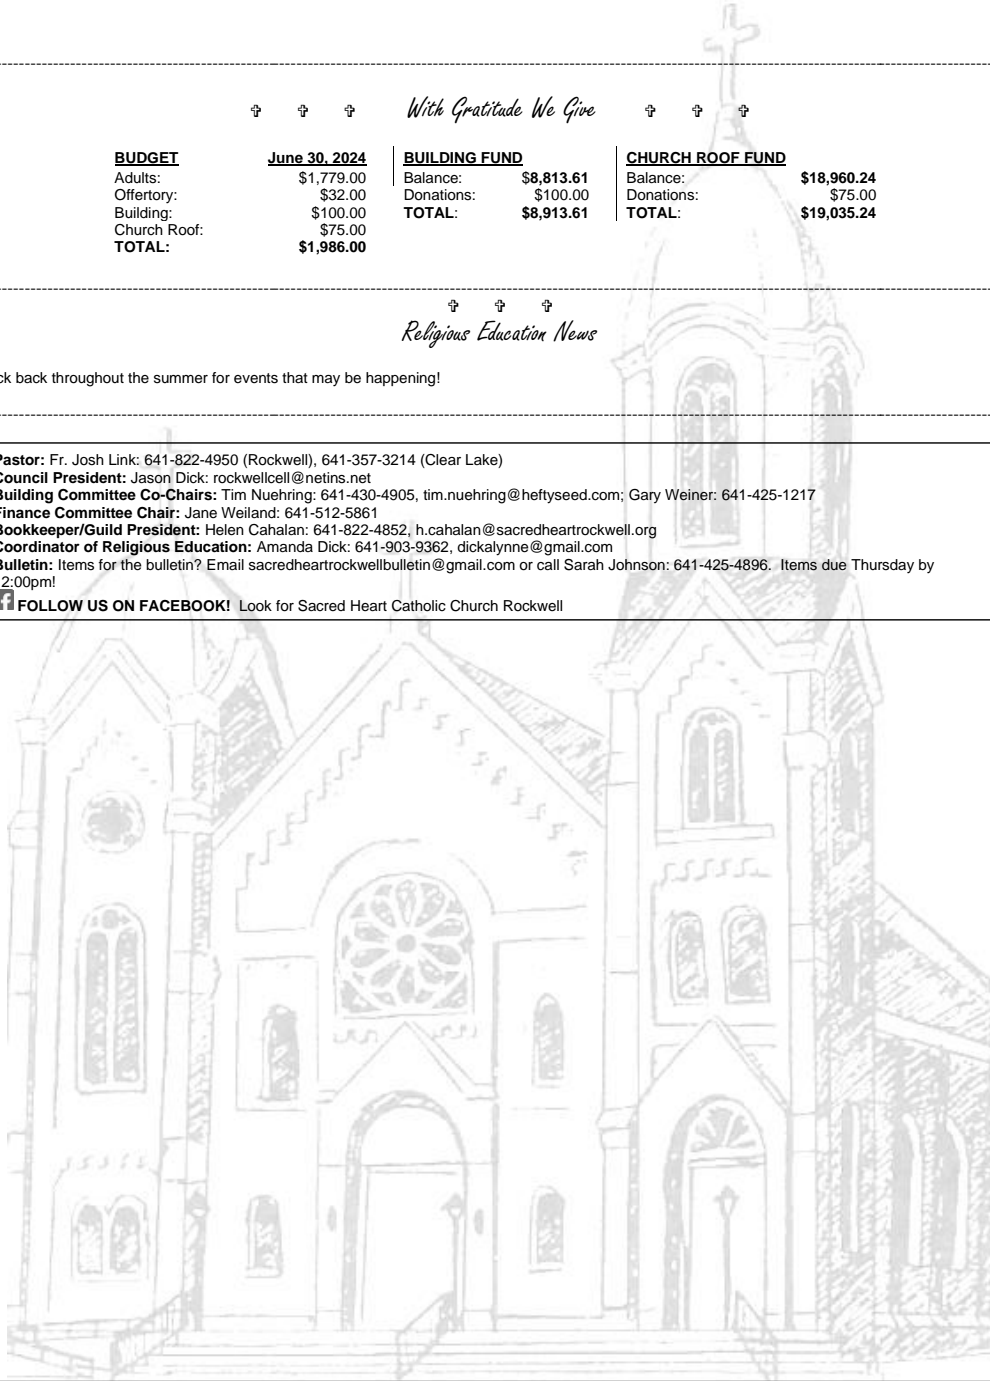 With Gratitude We Give
BUDGET June 30, 2024
Adults: $1,779.00
Offertory: $32.00
Building: $100.00
Church Roof: $75.00
TOTAL: $1,986.00
BUILDING FUND
Balance: $8,813.61
Donations: $100.00
TOTAL: $8,913.61
CHURCH ROOF FUND
Balance: $18,960.24
Donations: $75.00
TOTAL: $19,035.24
Religious Education News
ck back throughout the summer for events that may be happening!
Pastor: Fr. Josh Link: 641-822-4950 (Rockwell), 641-357-3214 (Clear Lake)
Council President: Jason Dick: rockwellcell@netins.net
Building Committee Co-Chairs: Tim Nuehring: 641-430-4905, tim.nuehring@heftyseed.com; Gary Weiner: 641-425-1217
Finance Committee Chair: Jane Weiland: 641-512-5861
Bookkeeper/Guild President: Helen Cahalan: 641-822-4852, h.cahalan@sacredheartrockwell.org
Coordinator of Religious Education: Amanda Dick: 641-903-9362, dickalynne@gmail.com
Bulletin: Items for the bulletin? Email sacredheartrockwellbulletin@gmail.com or call Sarah Johnson: 641-425-4896. Items due Thursday by
2:00pm!
FOLLOW US ON FACEBOOK! Look for Sacred Heart Catholic Church Rockwell